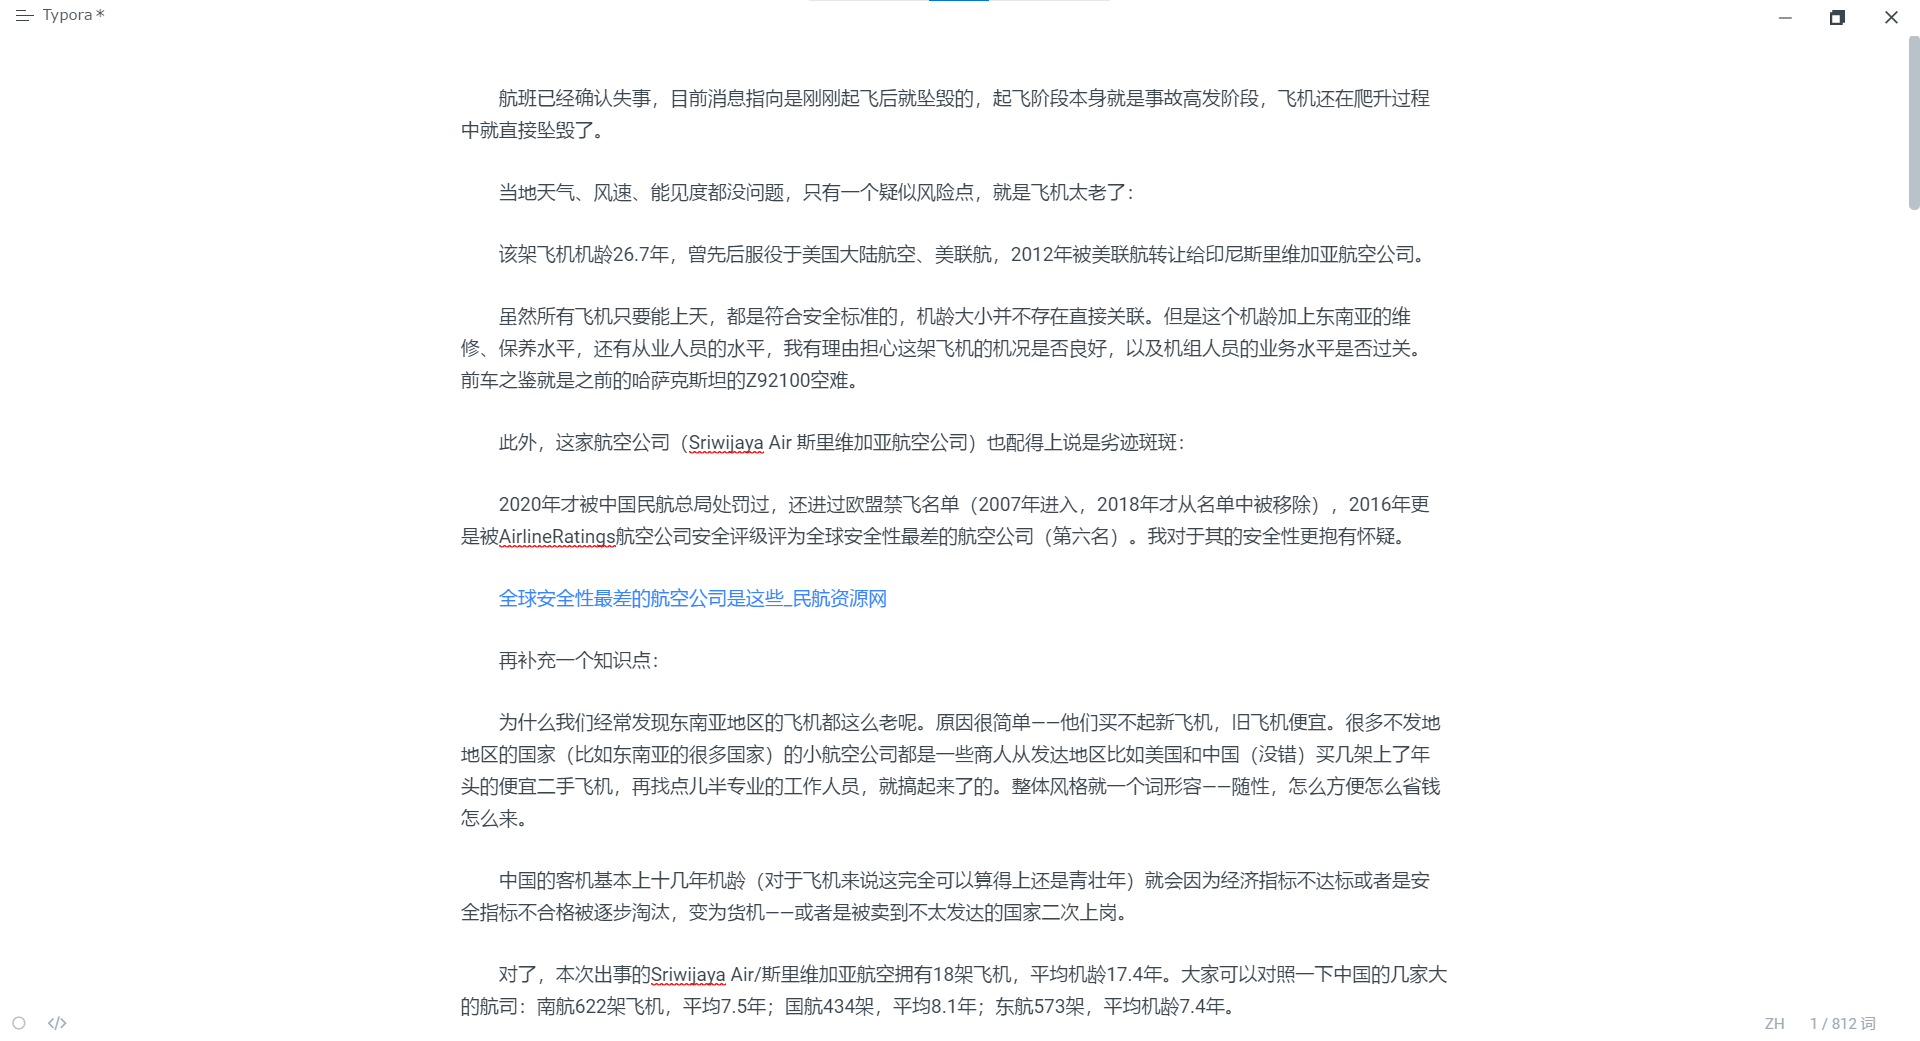 Typora*
航班已经确认失事，目前消息指向是刚刚起飞后就坠毁的，起飞阶段本身就是事故高发阶段，飞机还在爬升过程
中就直接坠毁了。
当地天气、风速、能见度都没问题，只有一个疑似风险点，就是飞机太老了：
该架飞机机龄26.7年，曾先后服役于美国大陆航空、美联航，2012年被美联航转让给印尼斯里维加亚航空公司。
虽然所有飞机只要能上天，都是符合安全标准的，机龄大小并不存在直接关联。但是这个机龄加上东南亚的维
修、保养水平，还有从业人员的水平，我有理由担心这架飞机的机况是否良好，以及机组人员的业务水平是否过关。
前车之鉴就是之前的哈萨克斯坦的Z92100空难。
此外，这家航空公司（Sriwijaya Air 斯里维加亚航空公司）也配得上说是劣迹斑斑：
2020年才被中国民航总局处罚过，还进过欧盟禁飞名单（2007年进入，2018年才从名单中被移除），2016年更
是被AirlineRatings航空公司安全评级评为全球安全性最差的航空公司（第六名）。我对于其的安全性更抱有怀疑。
全球安全性最差的航空公司是这些_民航资源网
再补充一个知识点：
为什么我们经常发现东南亚地区的飞机都这么老呢。原因很简单——他们买不起新飞机，旧飞机便宜。很多不发地
地区的国家（比如东南亚的很多国家）的小航空公司都是一些商人从发达地区比如美国和中国（没错）买几架上了年
头的便宜二手飞机，再找点儿半专业的工作人员，就搞起来了的。整体风格就一个词形容——随性，怎么方便怎么省钱
怎么来。
中国的客机基本上十几年机龄（对于飞机来说这完全可以算得上还是青壮年）就会因为经济指标不达标或者是安
全指标不合格被逐步淘汰，变为货机——或者是被卖到不太发达的国家二次上岗。
对了，本次出事的Sriwijaya Air/斯里维加亚航空拥有18架飞机，平均机龄17.4年。大家可以对照一下中国的几家大
的航司：南航622架飞机，平均7.5年；国航434架，平均8.1年；东航573架，平均机龄7.4年。
</> ZH 1 / 812 词